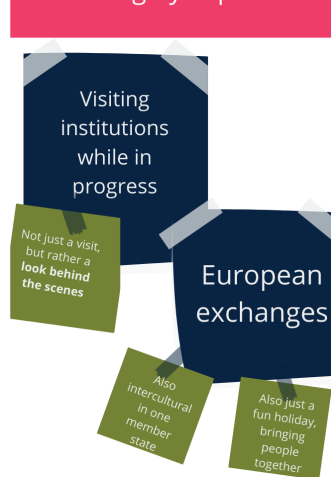 Visiting
institutions
while in
progress
Not just a visit,
but rather a
look behind
the scenes
European
exchanges
Also
intercultural
in one
member
state
Also just a
fun holiday,
bringing
people
together